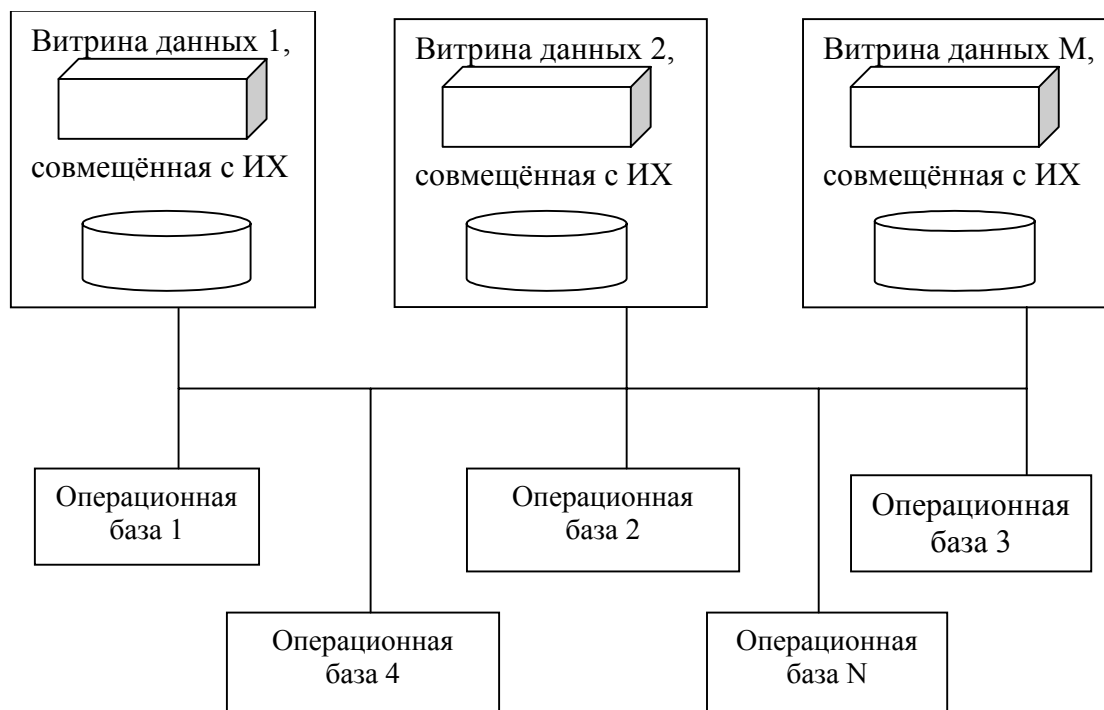 Витрина данных 1,
совмещённая с ИХ
Витрина данных 2,
совмещённая с ИХ
Витрина данных M,
совмещённая с ИХ
Операционная
база 1
Операционная
база 2
Операционная
база 3
Операционная
база 4
Операционная
база N